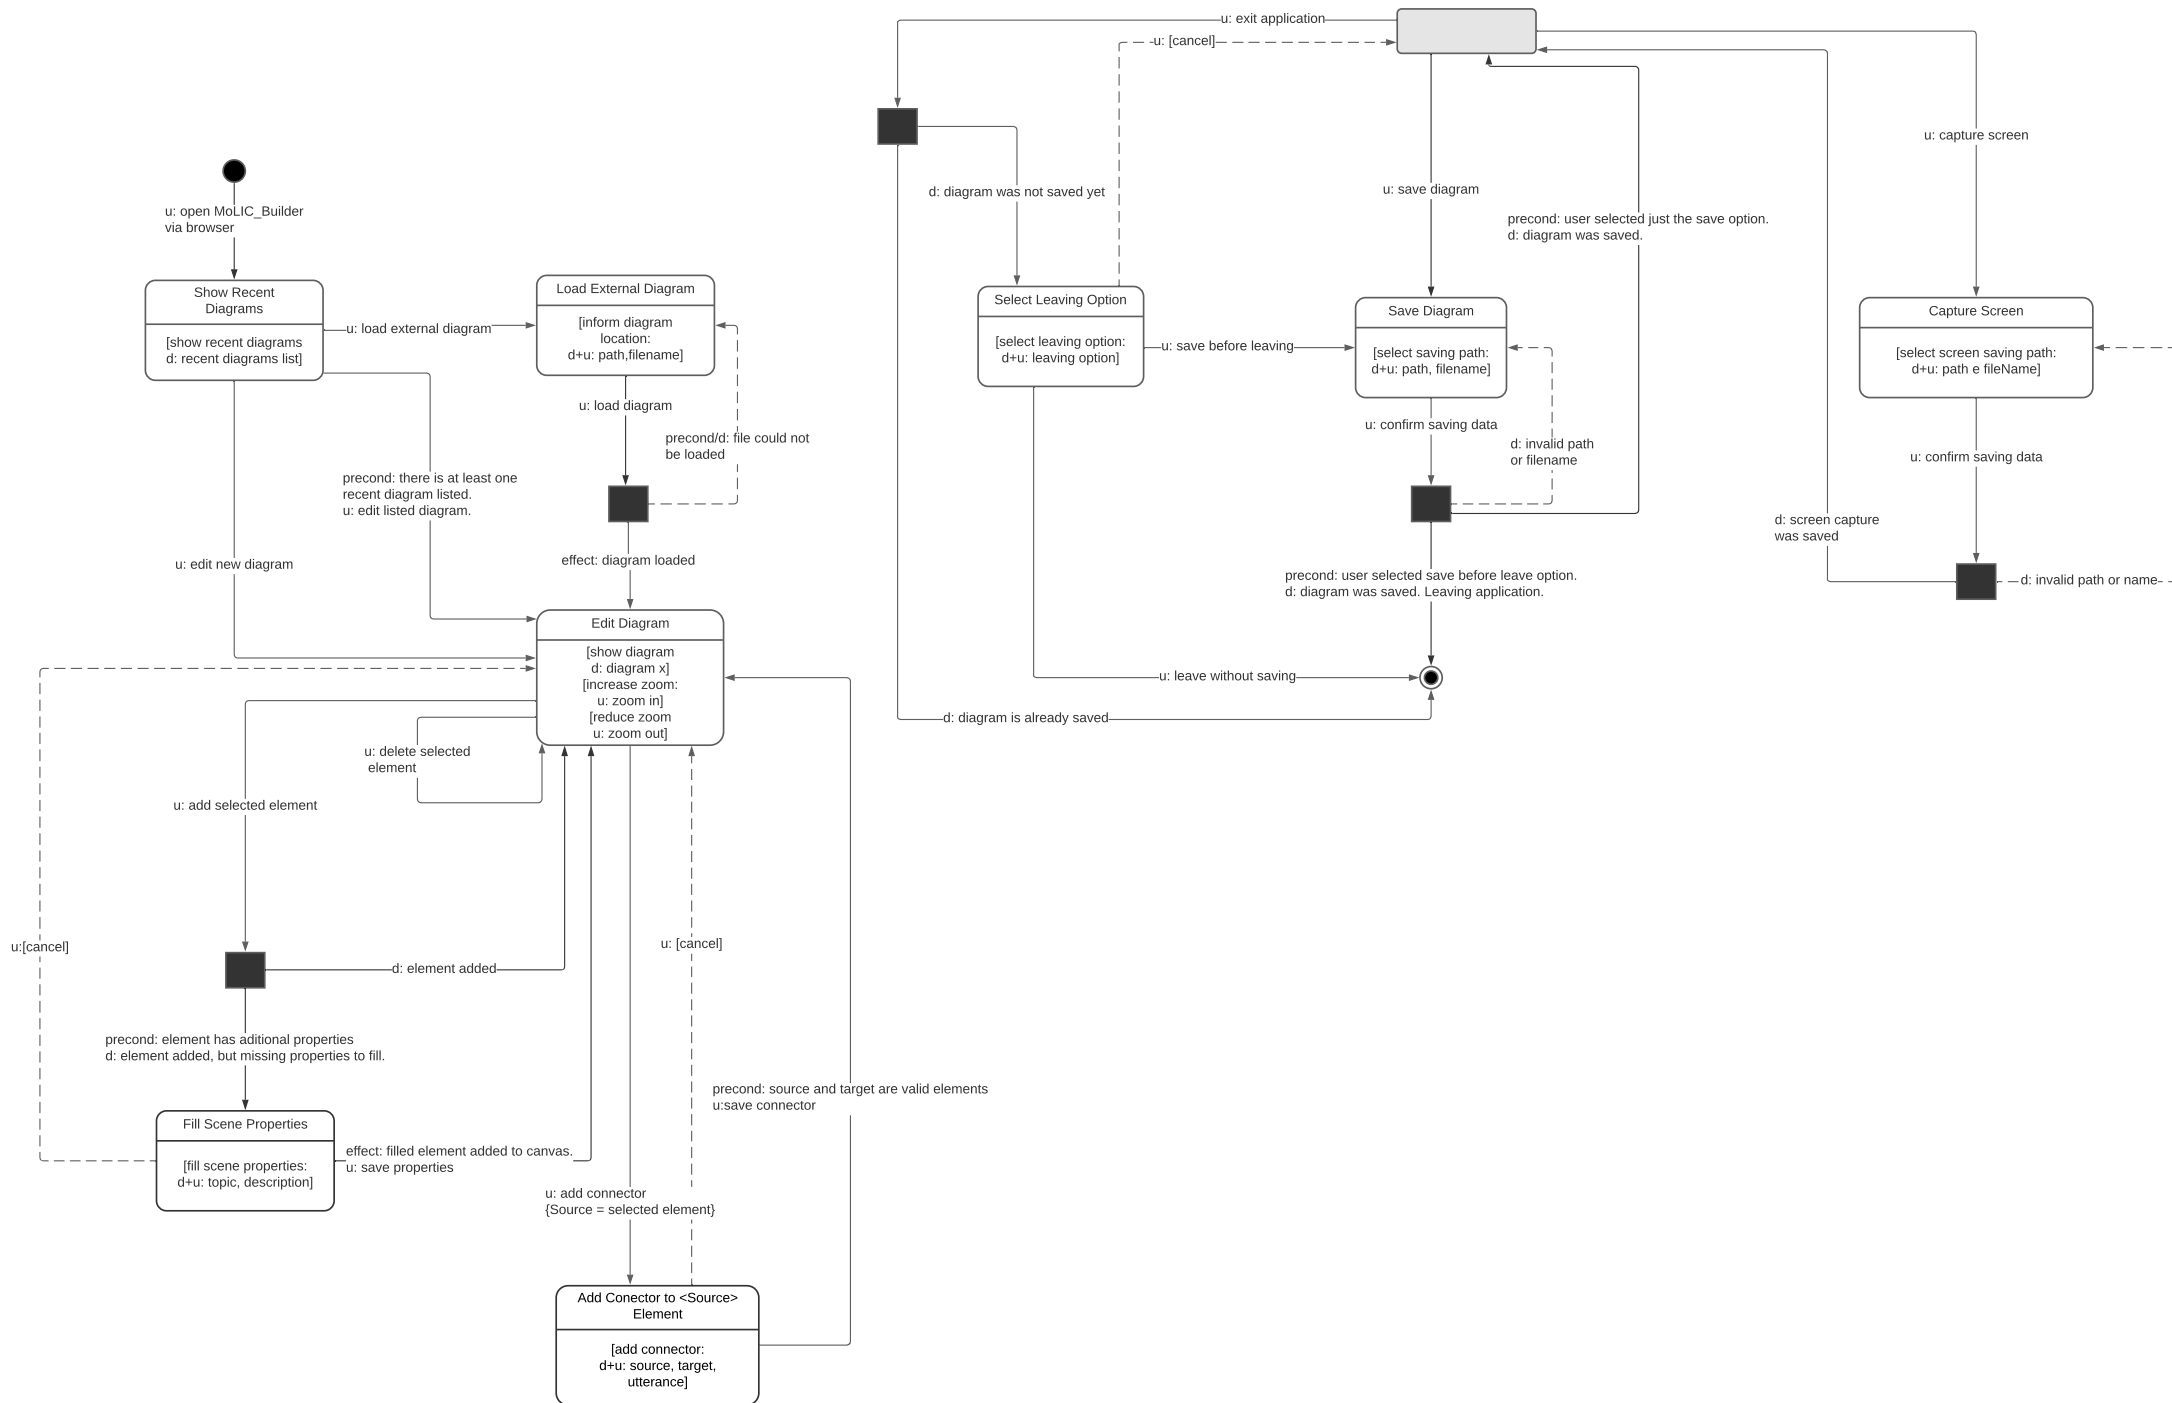 u: exit application
u: [cancel]
u: capture screen
d: diagram was not saved yet
u: save diagram
precond: user selected just the save option.
d: diagram was saved.
u: open MoLIC_Builder
via browser
Show Recent
Diagrams
[show recent diagrams
d: recent diagrams list]
u: load external diagram
Load External Diagram
[inform diagram
location:
d+u: path,filename]
u: load diagram
precond/d: file could not
be loaded
Select Leaving Option
[select leaving option:
d+u: leaving option]
u: save before leaving
Save Diagram
[select saving path:
d+u: path, filename]
u: confirm saving data
d: invalid path
or filename
Capture Screen
[select screen saving path:
d+u: path e fileName]
u: confirm saving data
d: screen capture
was saved
d: invalid path or name
precond: there is at least one
recent diagram listed.
u: edit listed diagram.
u: edit new diagram
effect: diagram loaded
precond: user selected save before leave option.
d: diagram was saved. Leaving application.
u: leave without saving
d: diagram is already saved
Edit Diagram
[show diagram
d: diagram x]
[increase zoom:
u: zoom in]
[reduce zoom
u: zoom out]
u: delete selected
element
u: add selected element
u:[cancel]
d: element added
u: [cancel]
precond: element has aditional properties
d: element added, but missing properties to fill.
precond: source and target are valid elements
u:save connector
Fill Scene Properties
[fill scene properties:
d+u: topic, description]
effect: filled element added to canvas.
u: save properties
u: add connector
{Source = selected element}
Add Conector to <Source>
Element
[add connector:
d+u: source, target,
utterance]